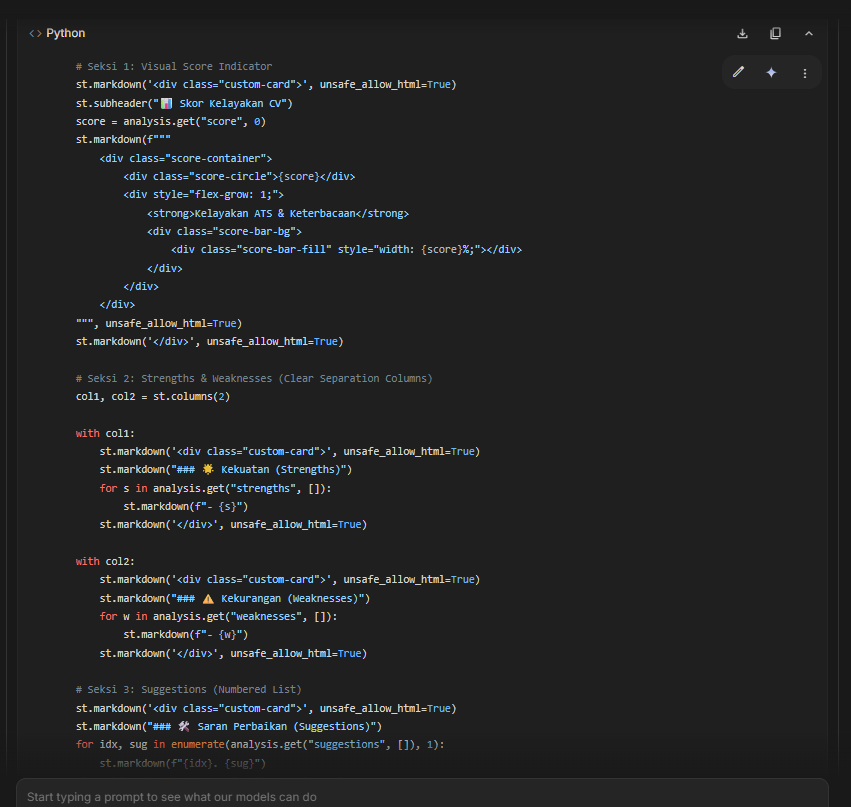 <> Python
# Seksi 1: Visual Score Indicator
st.markdown('<div class="custom-card">', unsafe_allow_html=True)
st.subheader("📊 Skor Kelayakan CV")
score = analysis.get("score", 0)
st.markdown(f"""
    <div class="score-container">
        <div class="score-circle">{score}</div>
        <div style="flex-grow: 1;">
            <strong>Kelayakan ATS & Keterbacaan</strong>
            <div class="score-bar-bg">
                <div class="score-bar-fill" style="width: {score}%;"></div>
            </div>
        </div>
    </div>
""", unsafe_allow_html=True)
st.markdown('</div>', unsafe_allow_html=True)
# Seksi 2: Strengths & Weaknesses (Clear Separation Columns)
col1, col2 = st.columns(2)
with col1:
    st.markdown('<div class="custom-card">', unsafe_allow_html=True)
    st.markdown("### 🌟 Kekuatan (Strengths)")
    for s in analysis.get("strengths", []):
        st.markdown(f"- {s}")
    st.markdown('</div>', unsafe_allow_html=True)
with col2:
    st.markdown('<div class="custom-card">', unsafe_allow_html=True)
    st.markdown("### ⚠️ Kekurangan (Weaknesses)")
    for w in analysis.get("weaknesses", []):
        st.markdown(f"- {w}")
    st.markdown('</div>', unsafe_allow_html=True)
# Seksi 3: Suggestions (Numbered List)
st.markdown('<div class="custom-card">', unsafe_allow_html=True)
st.markdown("### 🛠️ Saran Perbaikan (Suggestions)")
for idx, sug in enumerate(analysis.get("suggestions", []), 1):
    st.markdown(f"{idx}. {sug}")
Start typing a prompt to see what our models can do